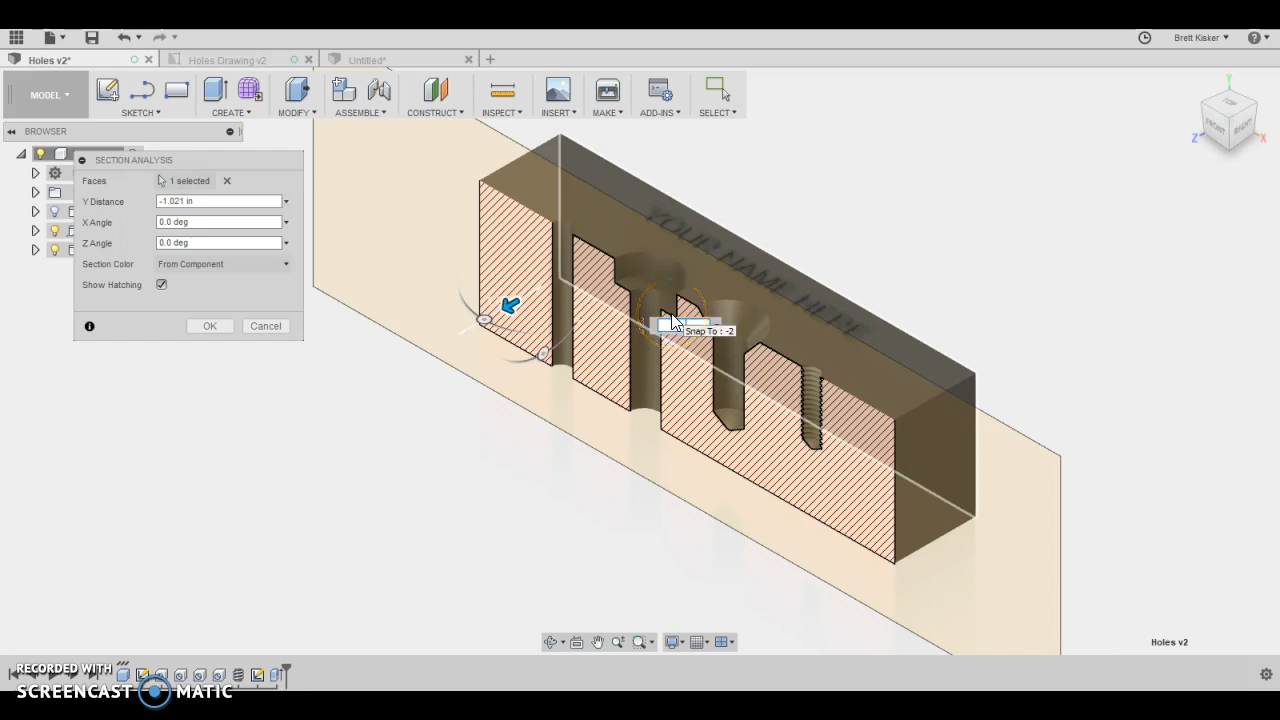 Brett Kisker
Holes v2*
Holes Drawing v2
Untitled*
MODEL
SKETCH
CREATE
MODIFY
ASSEMBLE
CONSTRUCT
INSPECT
INSERT
MAKE
ADD-INS
SELECT
BROWSER
TOP
FRONT
RIGHT
Y
Z
X
SECTION ANALYSIS
Faces
1 selected
Y Distance
-1.021 in
X Angle
0.0 deg
Z Angle
0.0 deg
Section Color
From Component
Show Hatching
OK
Cancel
YOUR NAME HERE
Snap To : -2
Holes v2
RECORDED WITH
SCREENCAST MATIC